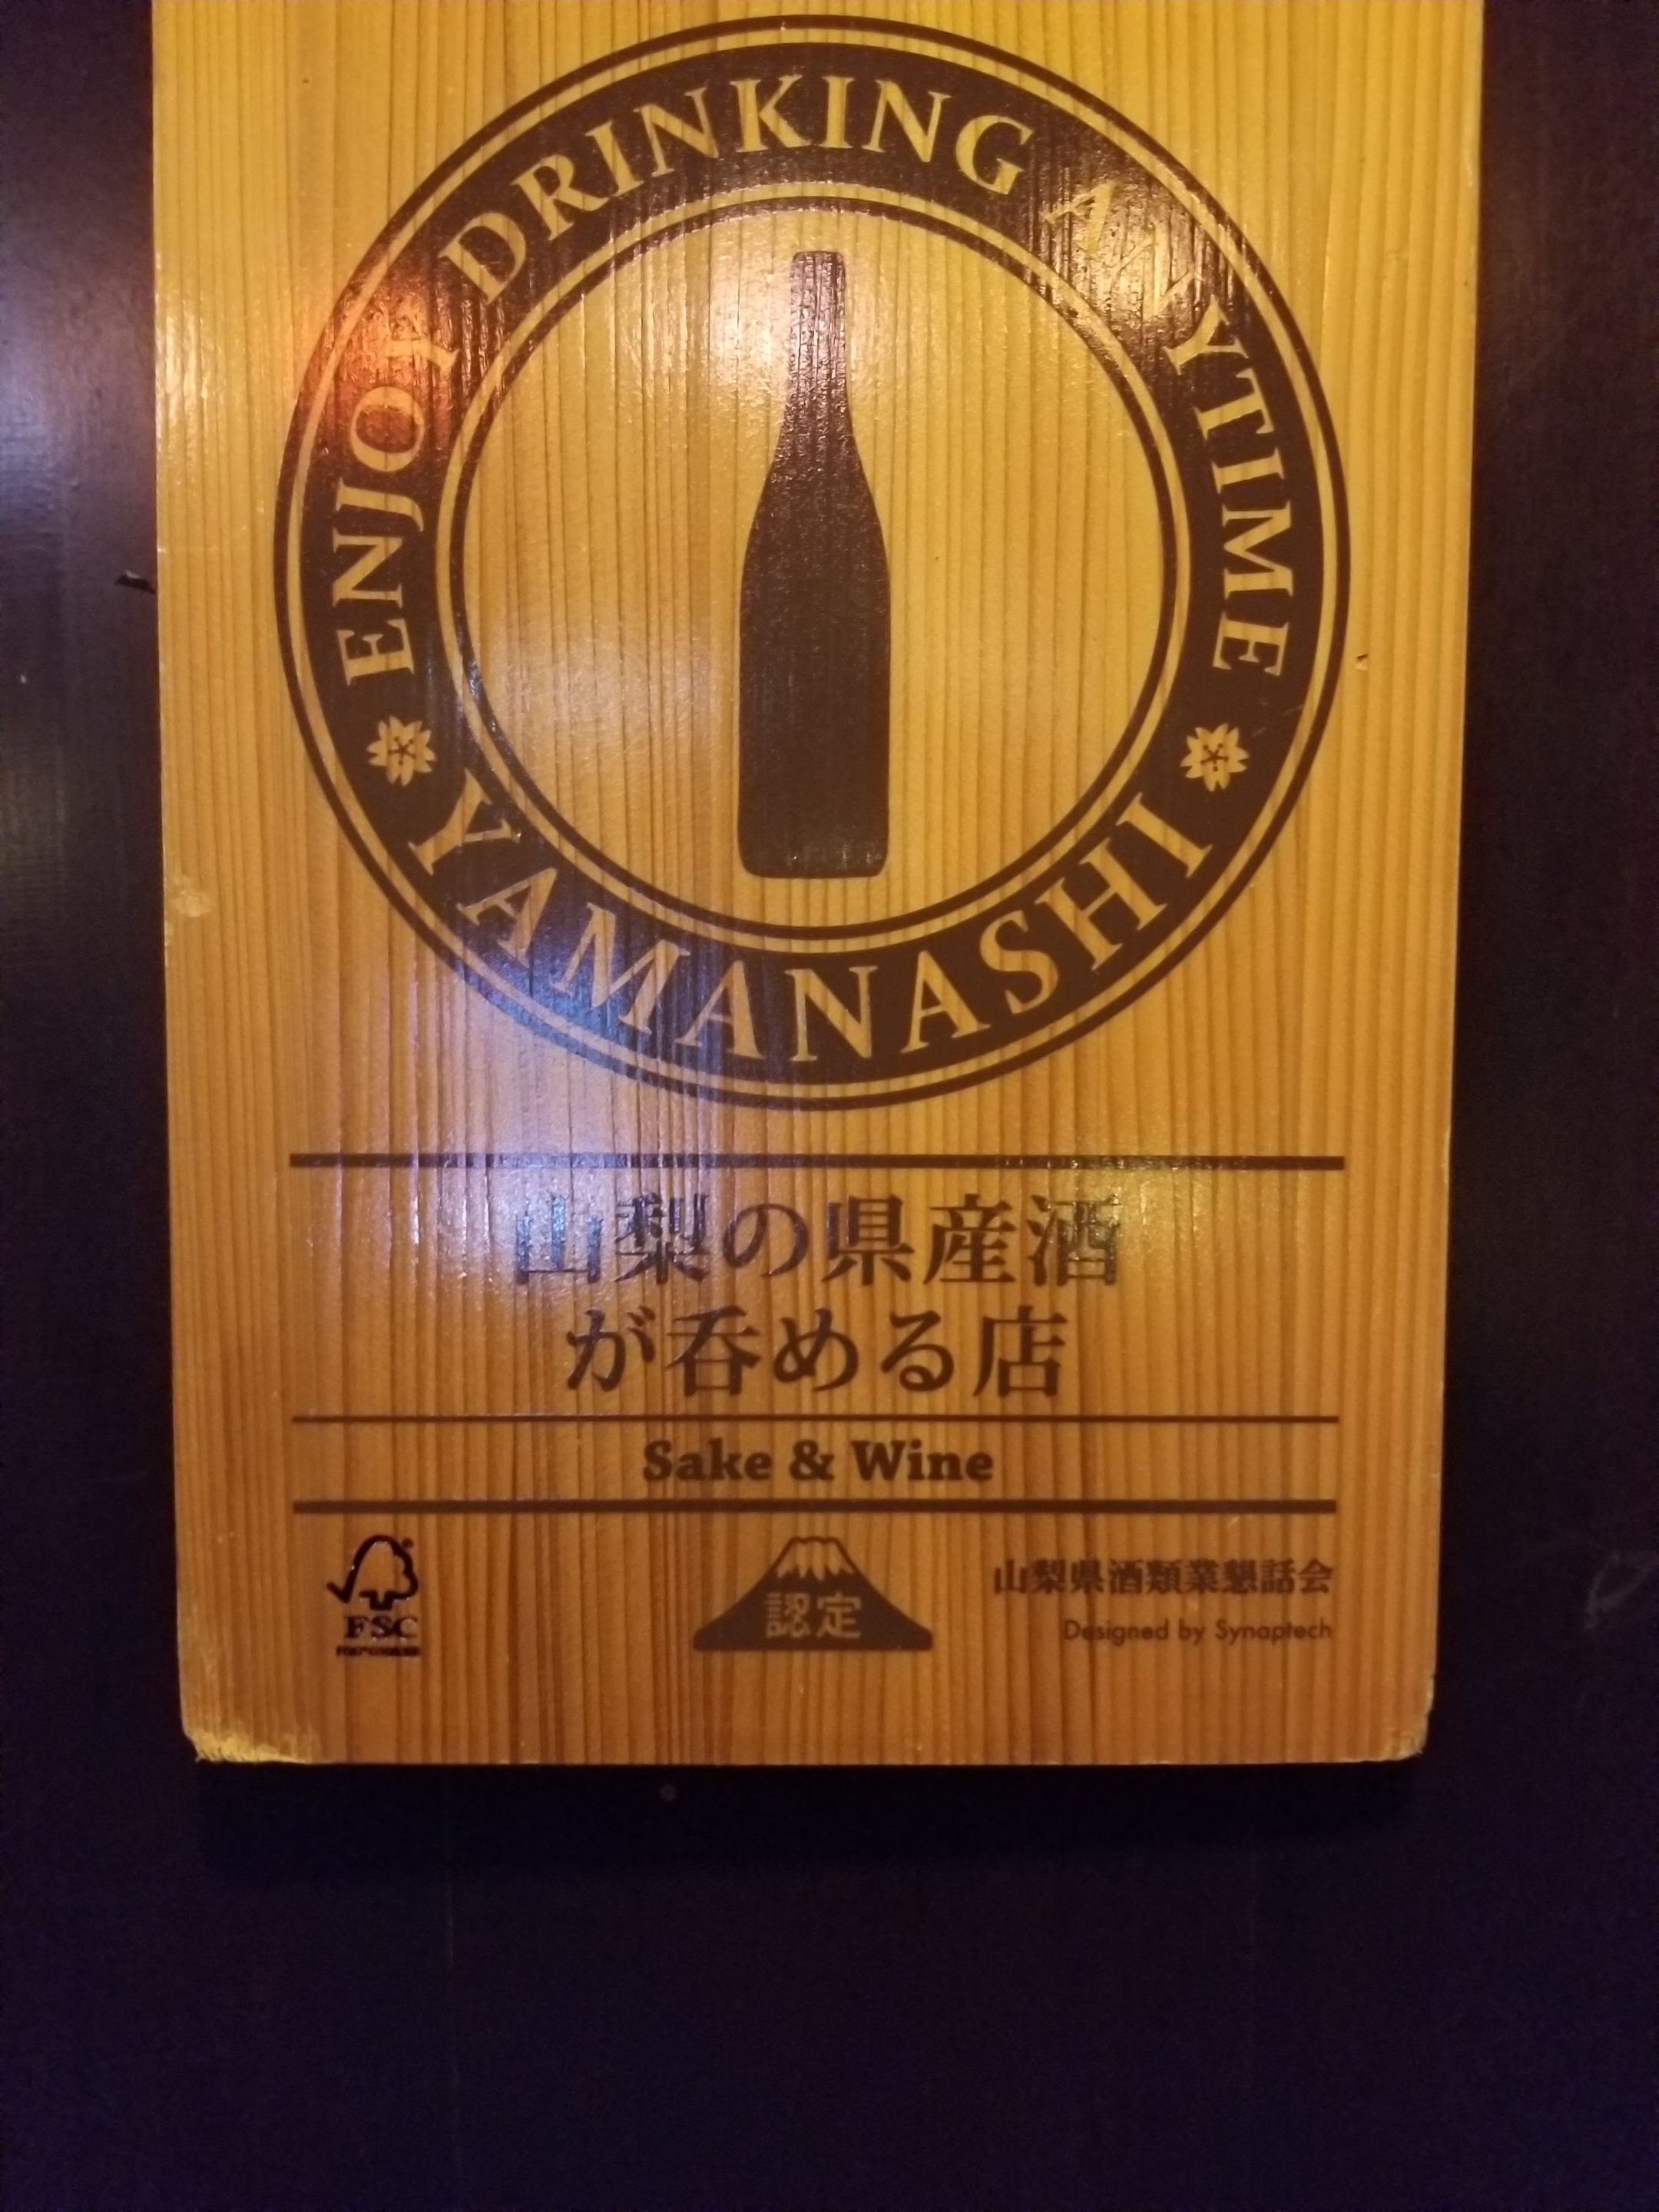 ENJOY DRINKING ANYTIME
YAMANASHI
山梨の県産酒
が呑める店
Sake & Wine
FSC
認定
山梨県酒類業懇話会
Designed by Synaptech